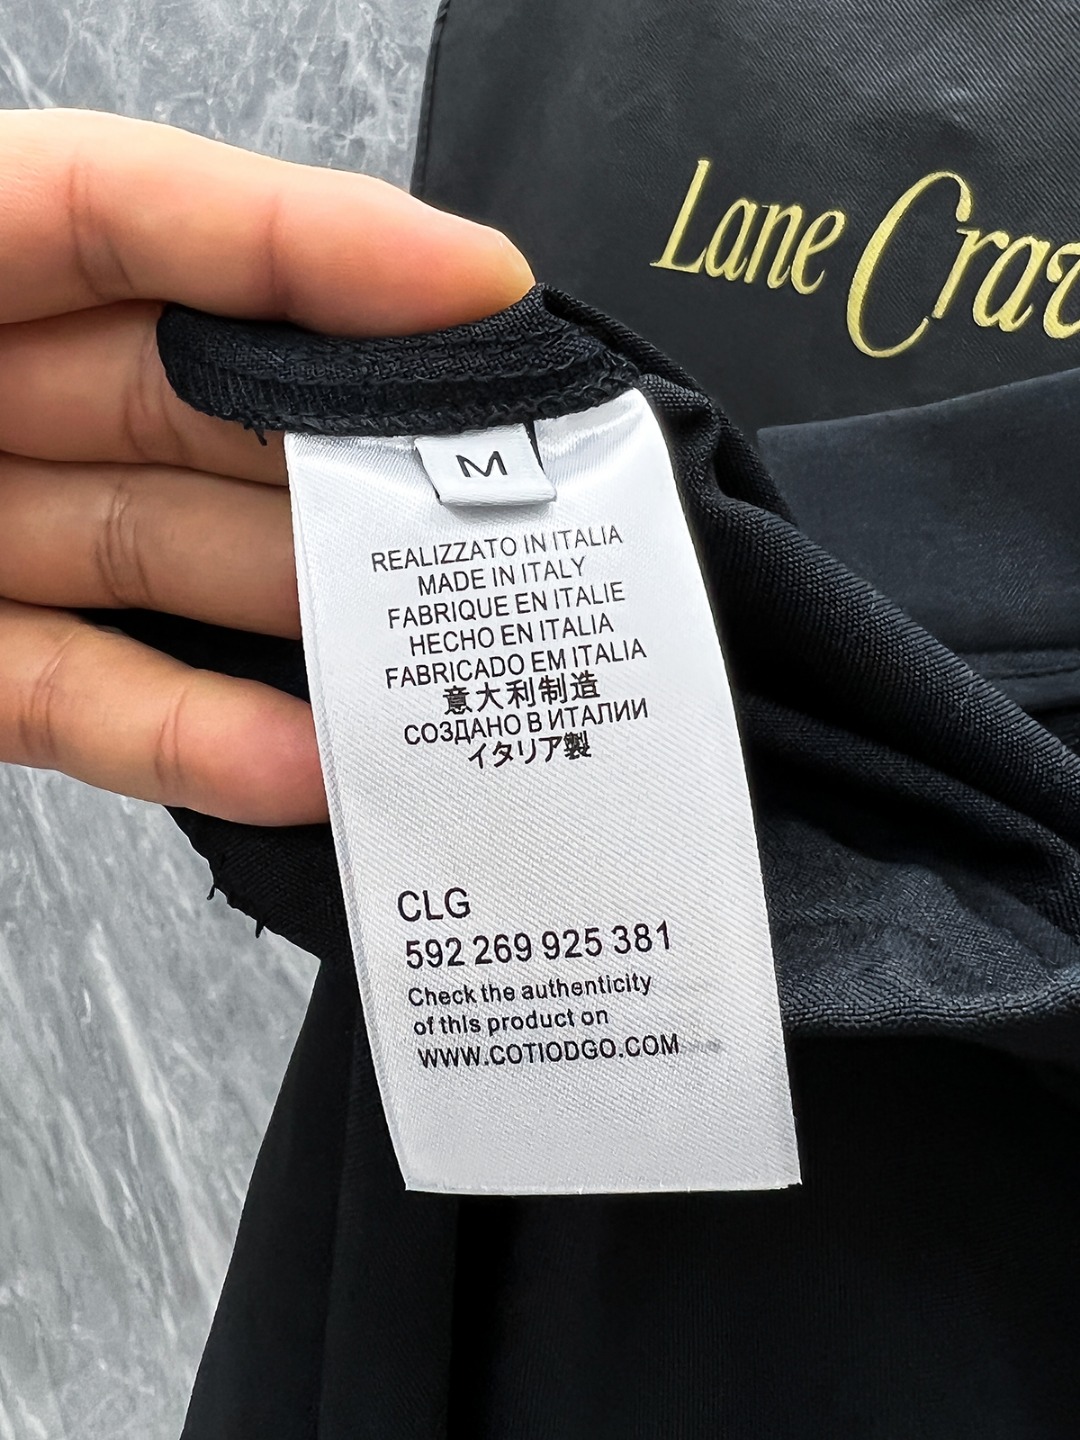 Lane Crav
M
REALIZZATO IN ITALIA
MADE IN ITALY
FABRIQUE EN ITALIE
HECHO EN ITALIA
FABRICADO EM ITALIA
意大利制造
СОЗДАНО В ИТАЛИИ
イタリア製
CLG
592 269 925 381
Check the authenticity
of this product on
WWW.COTIODGO.COM